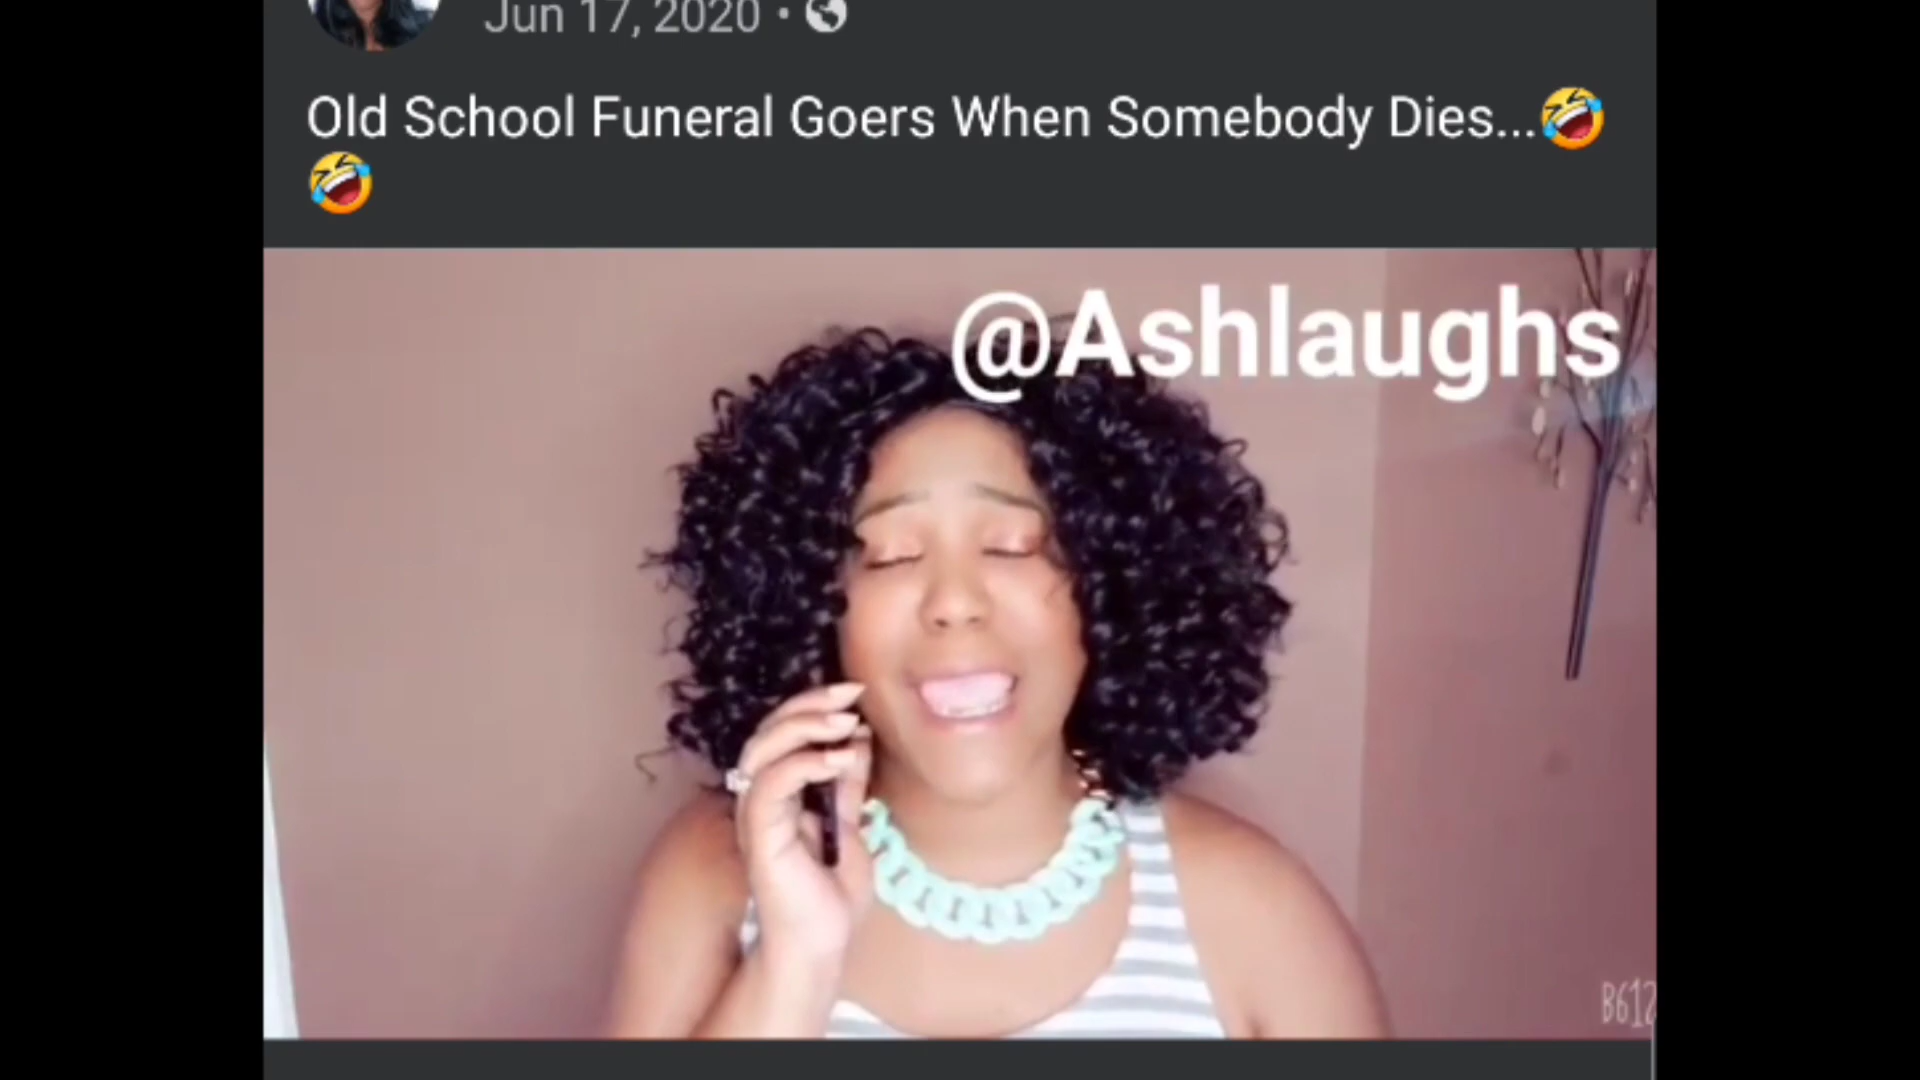 Jun 17, 2020 ·
Old School Funeral Goers When Somebody Dies...🤣
🤣
@Ashlaughs
B612